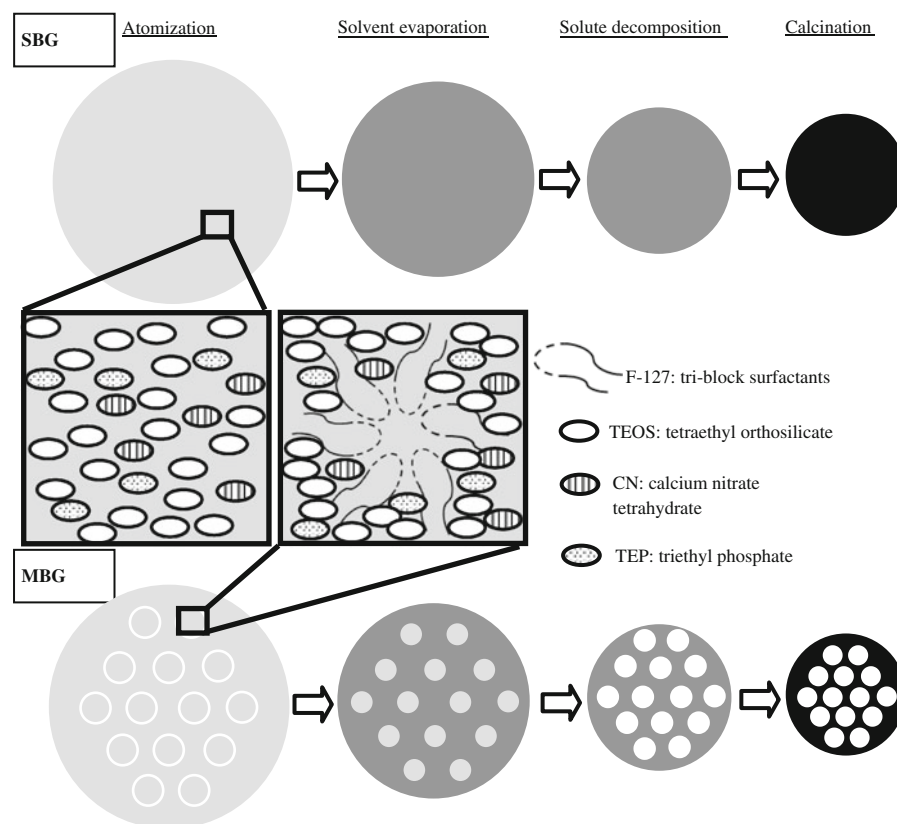 SBG
Atomization
Solvent evaporation
Solute decomposition
Calcination
F-127: tri-block surfactants
TEOS: tetraethyl orthosilicate
CN: calcium nitrate
tetrahydrate
TEP: triethyl phosphate
MBG